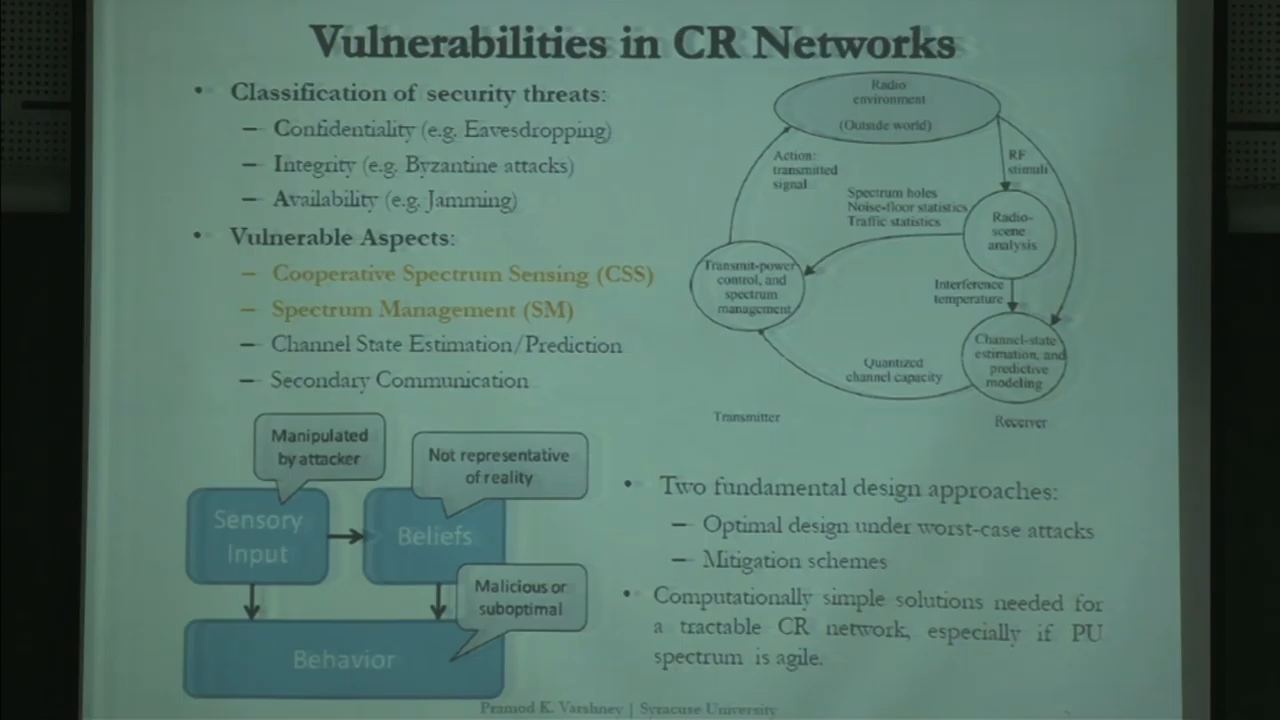 Vulnerabilities in CR Networks
• Classification of security threats:
– Confidentiality (e.g. Eavesdropping)
– Integrity (e.g. Byzantine attacks)
– Availability (e.g. Jamming)
• Vulnerable Aspects:
– Cooperative Spectrum Sensing (CSS)
– Spectrum Management (SM)
– Channel State Estimation/Prediction
– Secondary Communication
Radio
environment
(Outside world)
Action:
transmitted
signal
RF
stimuli
Spectrum holes
Noise-floor statistics
Traffic statistics
Radio-
scene
analysis
Transmit-power
control, and
spectrum
management
Interference
temperature
Channel-state
estimation, and
predictive
modeling
Quantized
channel capacity
Transmitter
Receiver
Manipulated
by attacker
Not representative
of reality
Sensory
Input
Beliefs
Malicious or
suboptimal
Behavior
• Two fundamental design approaches:
– Optimal design under worst-case attacks
– Mitigation schemes
• Computationally simple solutions needed for
a tractable CR network, especially if PU
spectrum is agile.
Pramod K. Varshney | Syracuse University